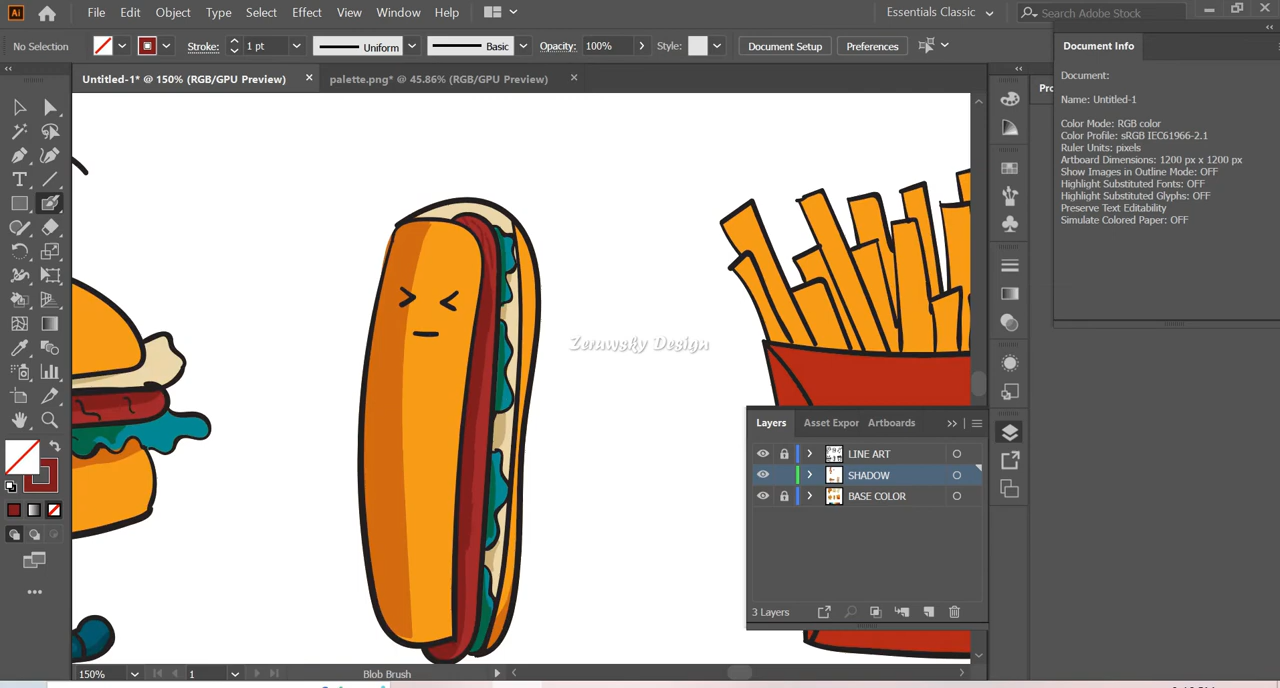 Ai File Edit Object Type Select Effect View Window Help Essentials Classic Search Adobe Stock
No Selection Stroke: 1 pt Uniform Basic Opacity: 100% Style: Document Setup Preferences
Document Info
Untitled-1* @ 150% (RGB/GPU Preview) × palette.png* @ 45.86% (RGB/GPU Preview) ×
Document:
Name: Untitled-1
Color Mode: RGB color
Color Profile: sRGB IEC61966-2.1
Ruler Units: pixels
Artboard Dimensions: 1200 px x 1200 px
Show Images in Outline Mode: OFF
Highlight Substituted Fonts: OFF
Highlight Substituted Glyphs: OFF
Preserve Text Editability
Simulate Colored Paper: OFF
Zerowsky Design
Layers Asset Expor Artboards
LINE ART
SHADOW
BASE COLOR
3 Layers
150% 1 Blob Brush